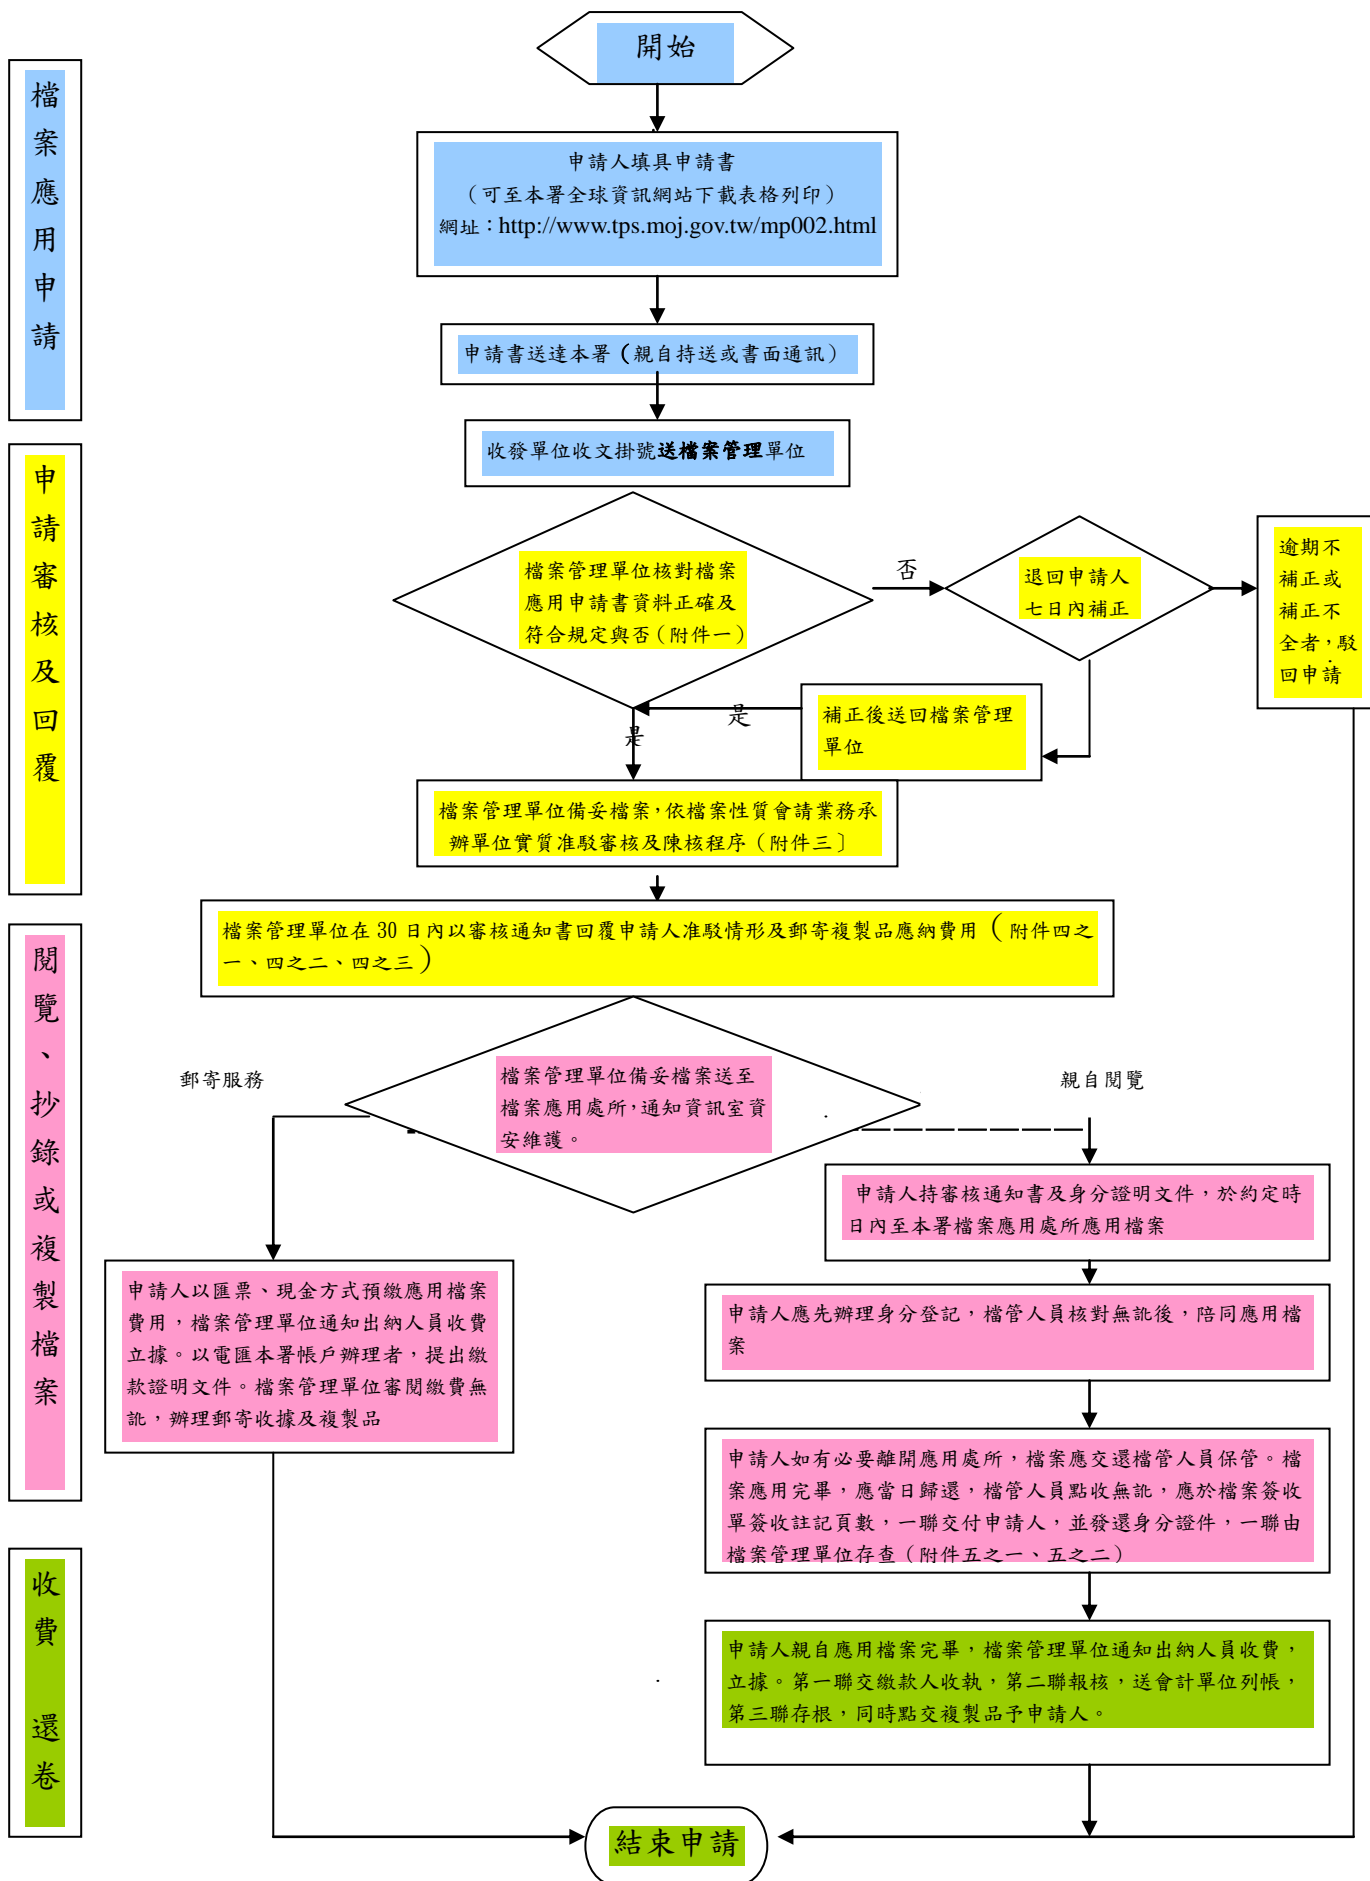 開始
檔案應用申請
申請人填具申請書
（可至本署全球資訊網站下載表格列印）
網址：http://www.tps.moj.gov.tw/mp002.html
申請書送達本署（親自持送或書面通訊）
收發單位收文掛號送檔案管理單位
申請審核及回覆
檔案管理單位核對檔案
應用申請書資料正確及
符合規定與否（附件一）
否
退回申請人
七日內補正
逾期不
補正或
補正不
全者，駁
回申請
補正後送回檔案管理
單位
是
是
檔案管理單位備妥檔案，依檔案性質會請業務承
辦單位實質准駁審核及陳核程序（附件三〕
檔案管理單位在 30 日內以審核通知書回覆申請人准駁情形及郵寄複製品應納費用（附件四之
一、四之二、四之三）
閱覽、抄錄或複製檔案
郵寄服務
檔案管理單位備妥檔案送至
檔案應用處所，通知資訊室資
安維護。
親自閱覽
申請人持審核通知書及身分證明文件，於約定時
日內至本署檔案應用處所應用檔案
申請人以匯票、現金方式預繳應用檔案
費用，檔案管理單位通知出納人員收費
立據。以電匯本署帳戶辦理者，提出繳
款證明文件。檔案管理單位審閱繳費無
訛，辦理郵寄收據及複製品
申請人應先辦理身分登記，檔管人員核對無訛後，陪同應用檔
案
申請人如有必要離開應用處所，檔案應交還檔管人員保管。檔
案應用完畢，應當日歸還，檔管人員點收無訛，應於檔案簽收
單簽收註記頁數，一聯交付申請人，並發還身分證件，一聯由
檔案管理單位存查（附件五之一、五之二）
收費 還卷
申請人親自應用檔案完畢，檔案管理單位通知出納人員收費，
立據。第一聯交繳款人收執，第二聯報核，送會計單位列帳，
第三聯存根，同時點交複製品予申請人。
結束申請